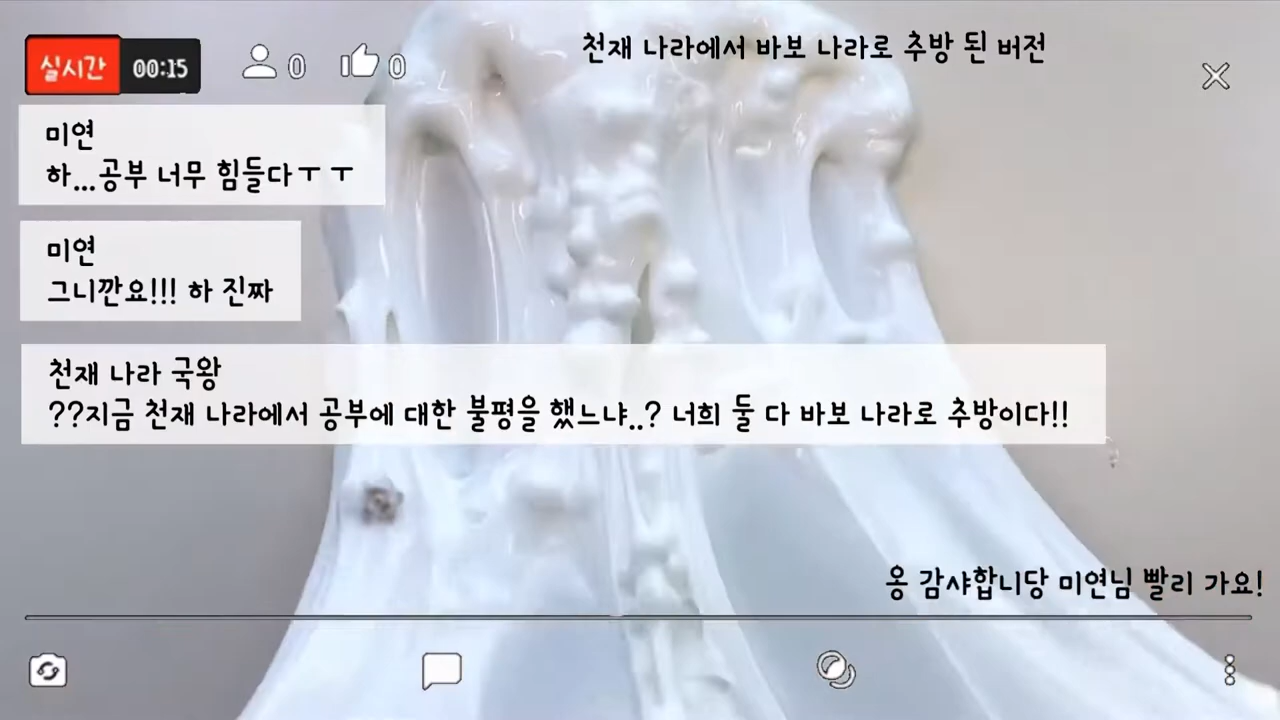 천재 나라에서 바보 나라로 추방 된 버전
실시간 00:15 0 0
미연
하...공부 너무 힘들다ㅜㅜ
미연
그니깐요!!! 하 진짜
천재 나라 국왕
??지금 천재 나라에서 공부에 대한 불평을 했느냐..? 너희 둘 다 바보 나라로 추방이다!!
옹 감샤합니당 미연님 빨리 가요!